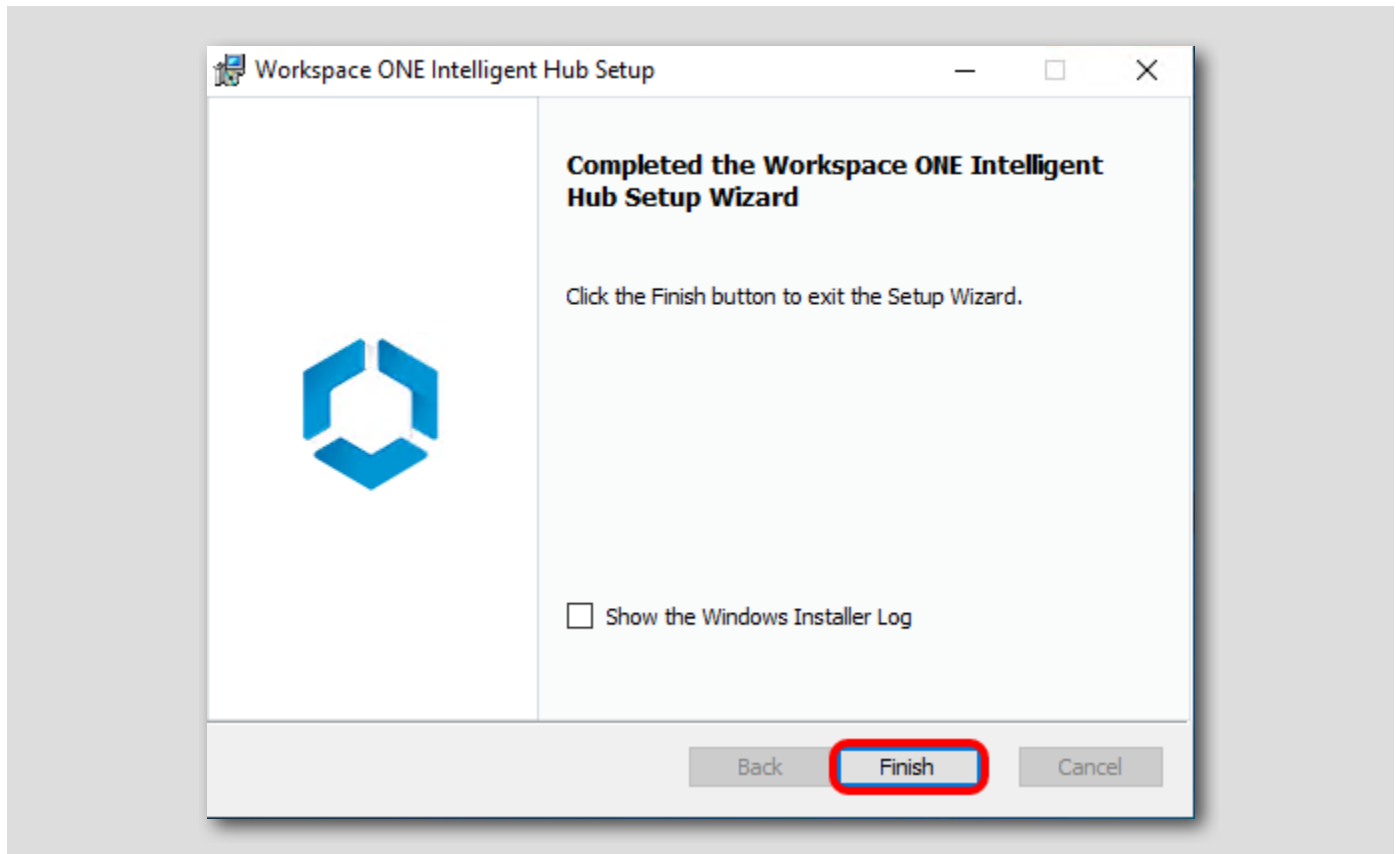 Workspace ONE Intelligent Hub Setup
Completed the Workspace ONE Intelligent
Hub Setup Wizard
Click the Finish button to exit the Setup Wizard.
Show the Windows Installer Log
Back Finish Cancel